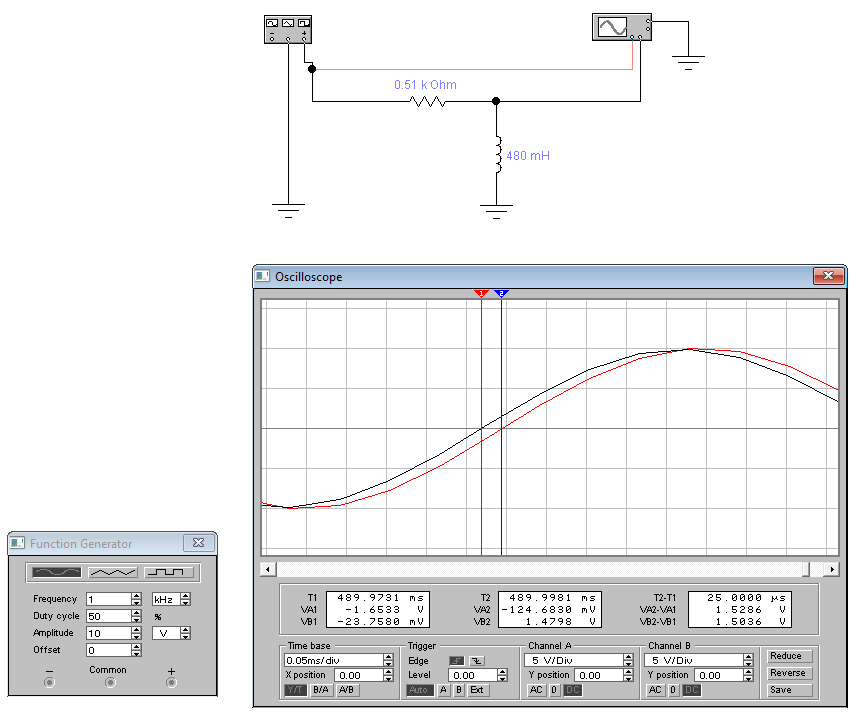 − +
0.51 k Ohm
480 mH
Oscilloscope
1 2
T1 489.9731 ms T2 489.9981 ms T2-T1 25.0000 µs
VA1 -1.6533 V VA2 -124.6830 mV VA2-VA1 1.5286 V
VB1 -23.7580 mV VB2 1.4798 V VB2-VB1 1.5036 V
Time base Trigger Channel A Channel B
0.05ms/div Edge 5 V/Div 5 V/Div Reduce
X position 0.00 Level 0.00 Y position 0.00 Y position 0.00 Reverse
Y/T B/A A/B Auto A B Ext AC 0 DC AC 0 DC Save
Function Generator
Frequency 1 kHz
Duty cycle 50 %
Amplitude 10 V
Offset 0
− Common +